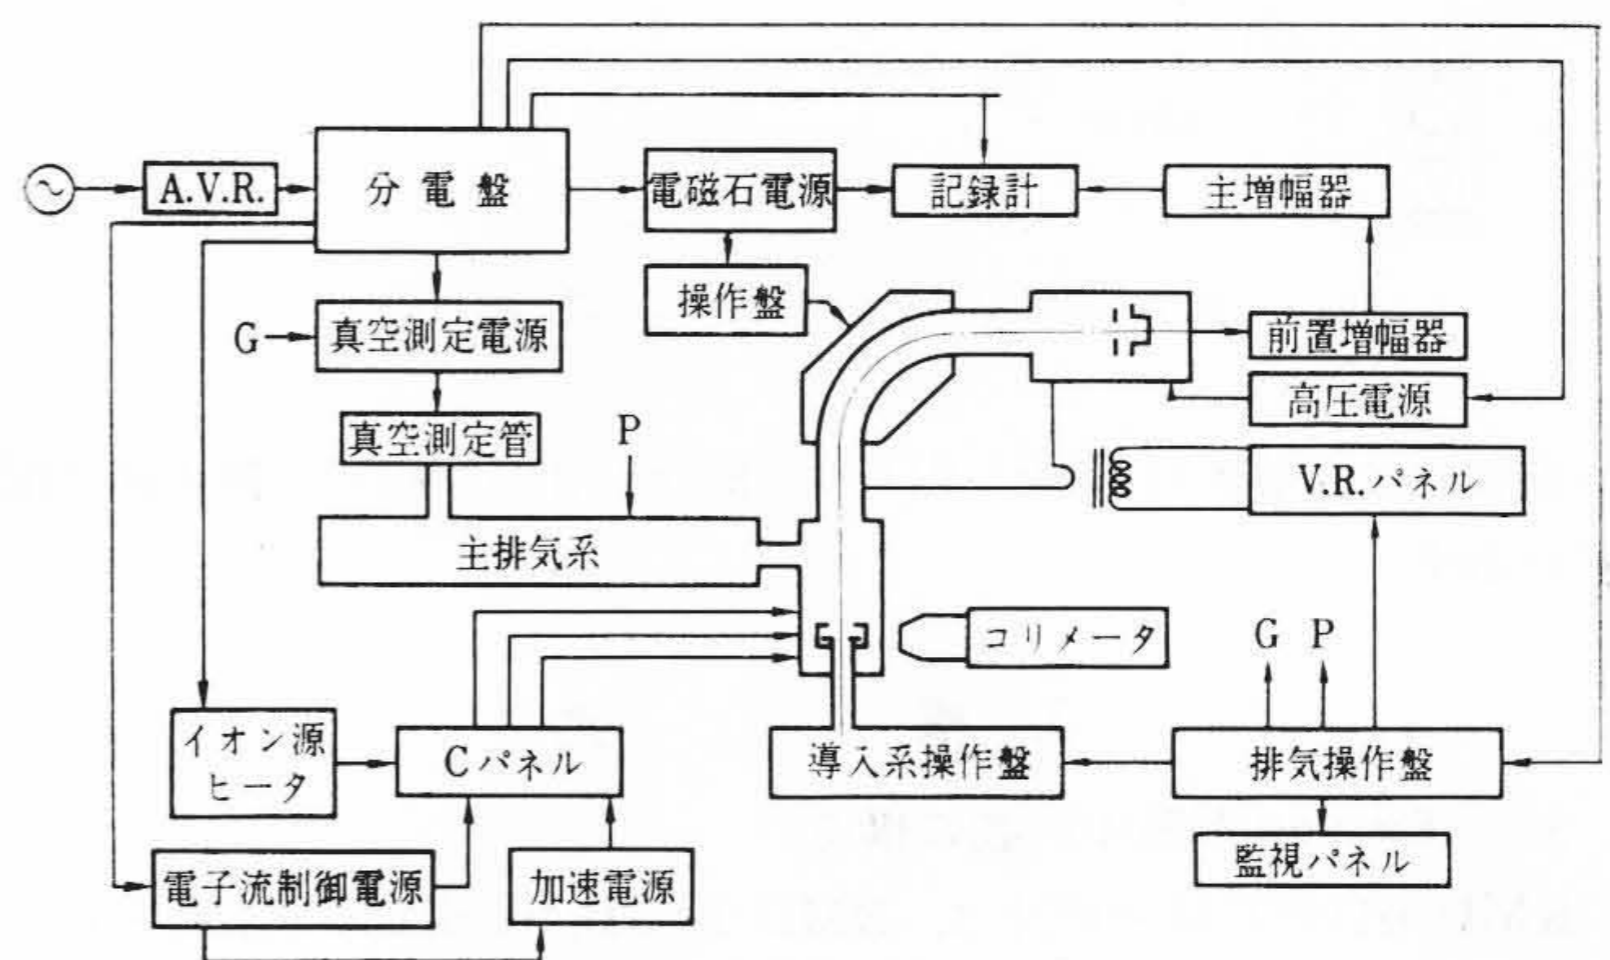 A.V.R.
分電盤
電磁石電源
記録計
主増幅器
操作盤
G
真空測定電源
前置増幅器
高圧電源
真空測定管
P
V.R.パネル
主排気系
コリメータ
G P
イオン源
ヒータ
Cパネル
導入系操作盤
排気操作盤
監視パネル
電子流制御電源
加速電源